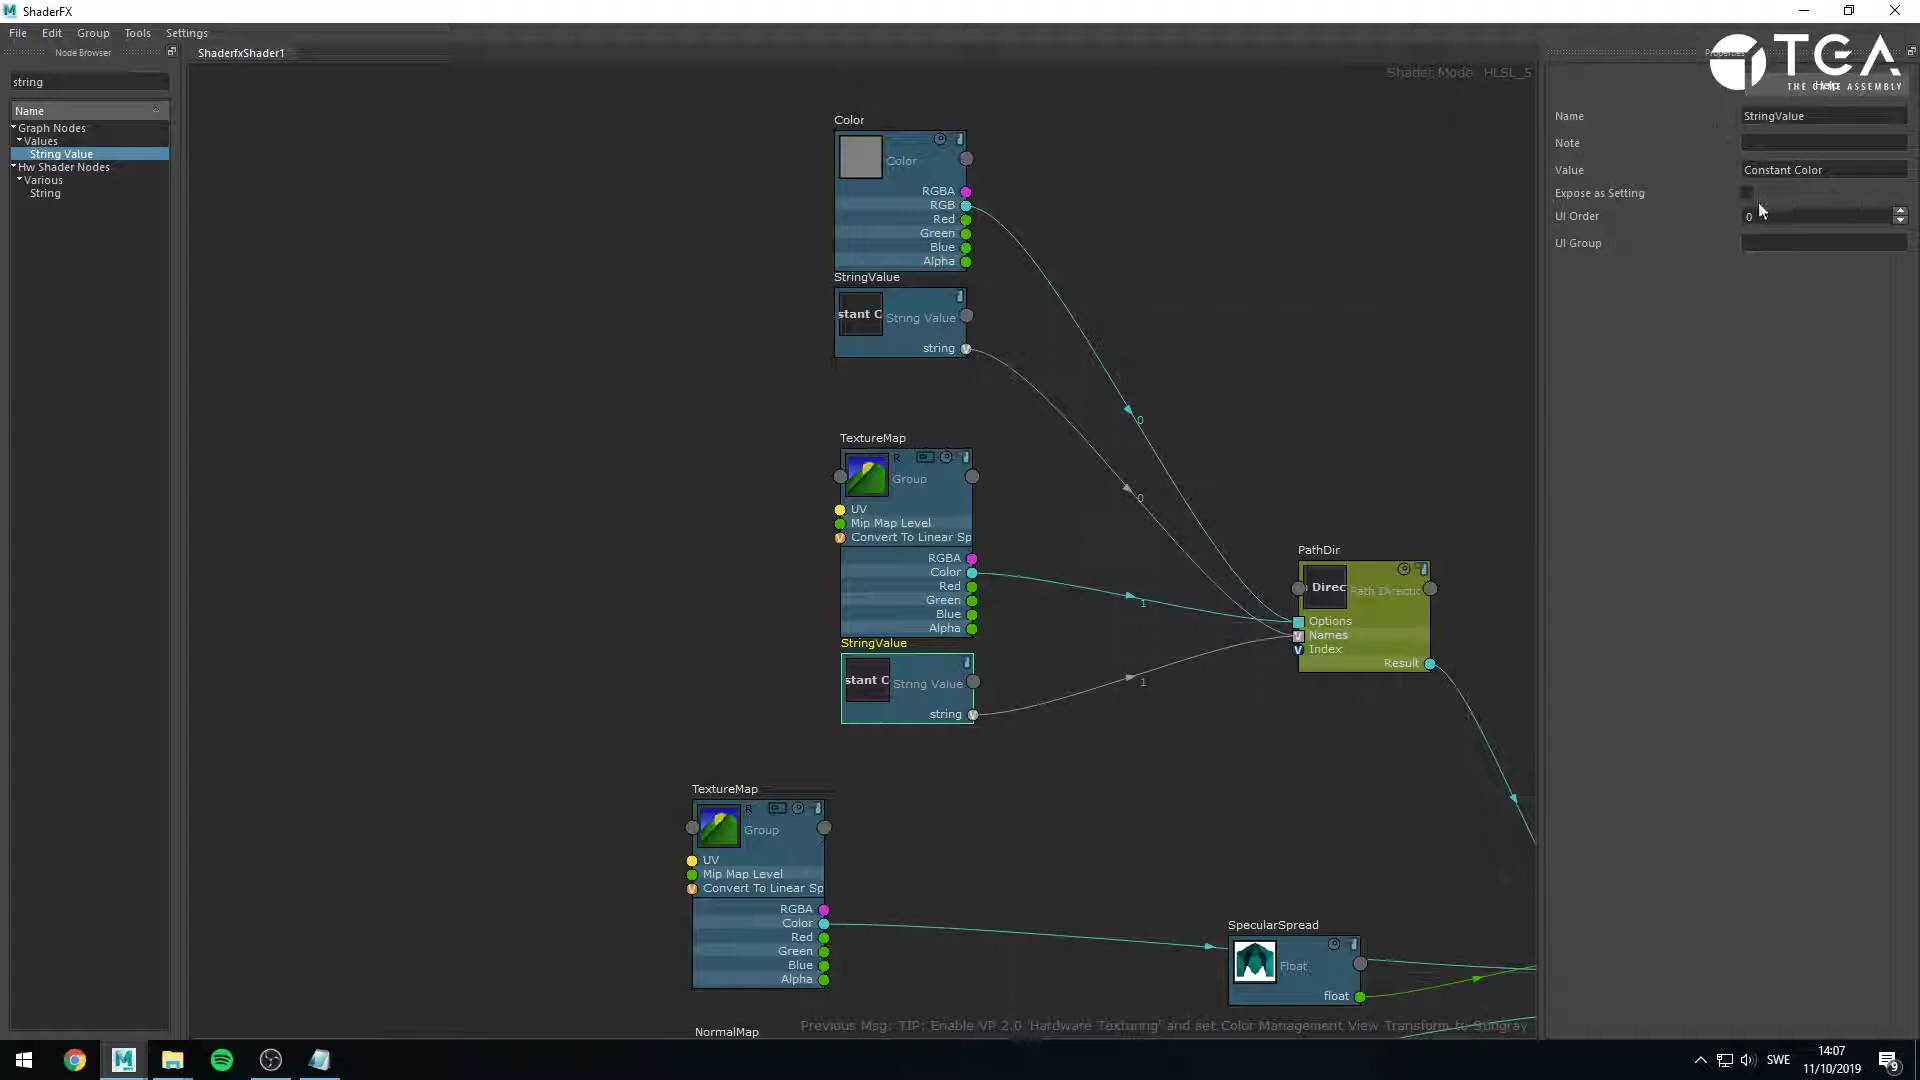 ShaderFX
File Edit Group Tools Settings
Node Browser
ShaderfxShader1
string
Name
Graph Nodes
Values
String Value
Hw Shader Nodes
Various
String
Shader Mode HLSL_5
Color
Color
RGBA
RGB
Red
Green
Blue
Alpha
StringValue
stant C
String Value
string
0
0
TextureMap
R
Group
UV
Mip Map Level
Convert To Linear Sp
RGBA
Color
Red
Green
Blue
Alpha
1
StringValue
stant C
String Value
string
1
PathDir
Direc
Path Directic
Options
Names
Index
Result
TextureMap
R
Group
UV
Mip Map Level
Convert To Linear Sp
RGBA
Color
Red
Green
Blue
Alpha
SpecularSpread
Float
float
NormalMap
Previous Msg: TIP: Enable VP 2.0 'Hardware Texturing' and set Color Management View Transform to Stingray
TGA
THE GAME ASSEMBLY
Help
Name StringValue
Note
Value Constant Color
Expose as Setting
UI Order 0
UI Group
SWE
14:07
11/10/2019
9